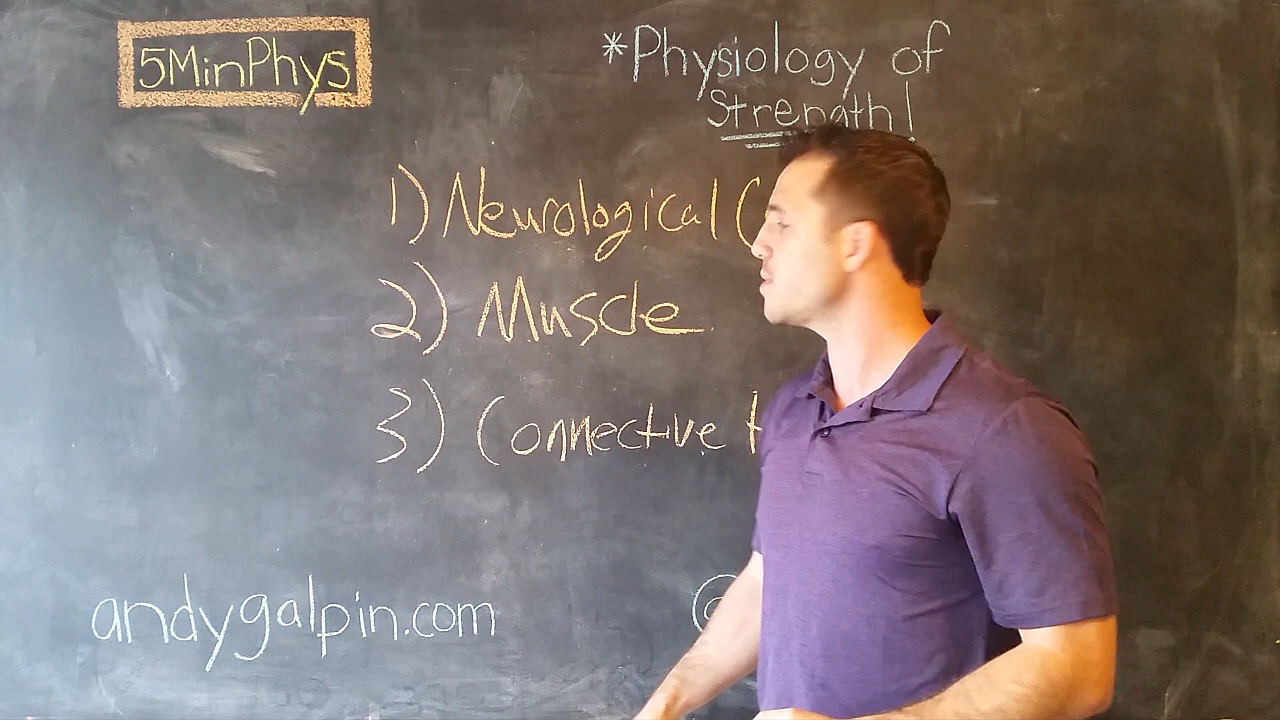 5MinPhys
*Physiology of
Strength!
1) Neurological (
2) Muscle
3) Connective t
andygalpin.com
@